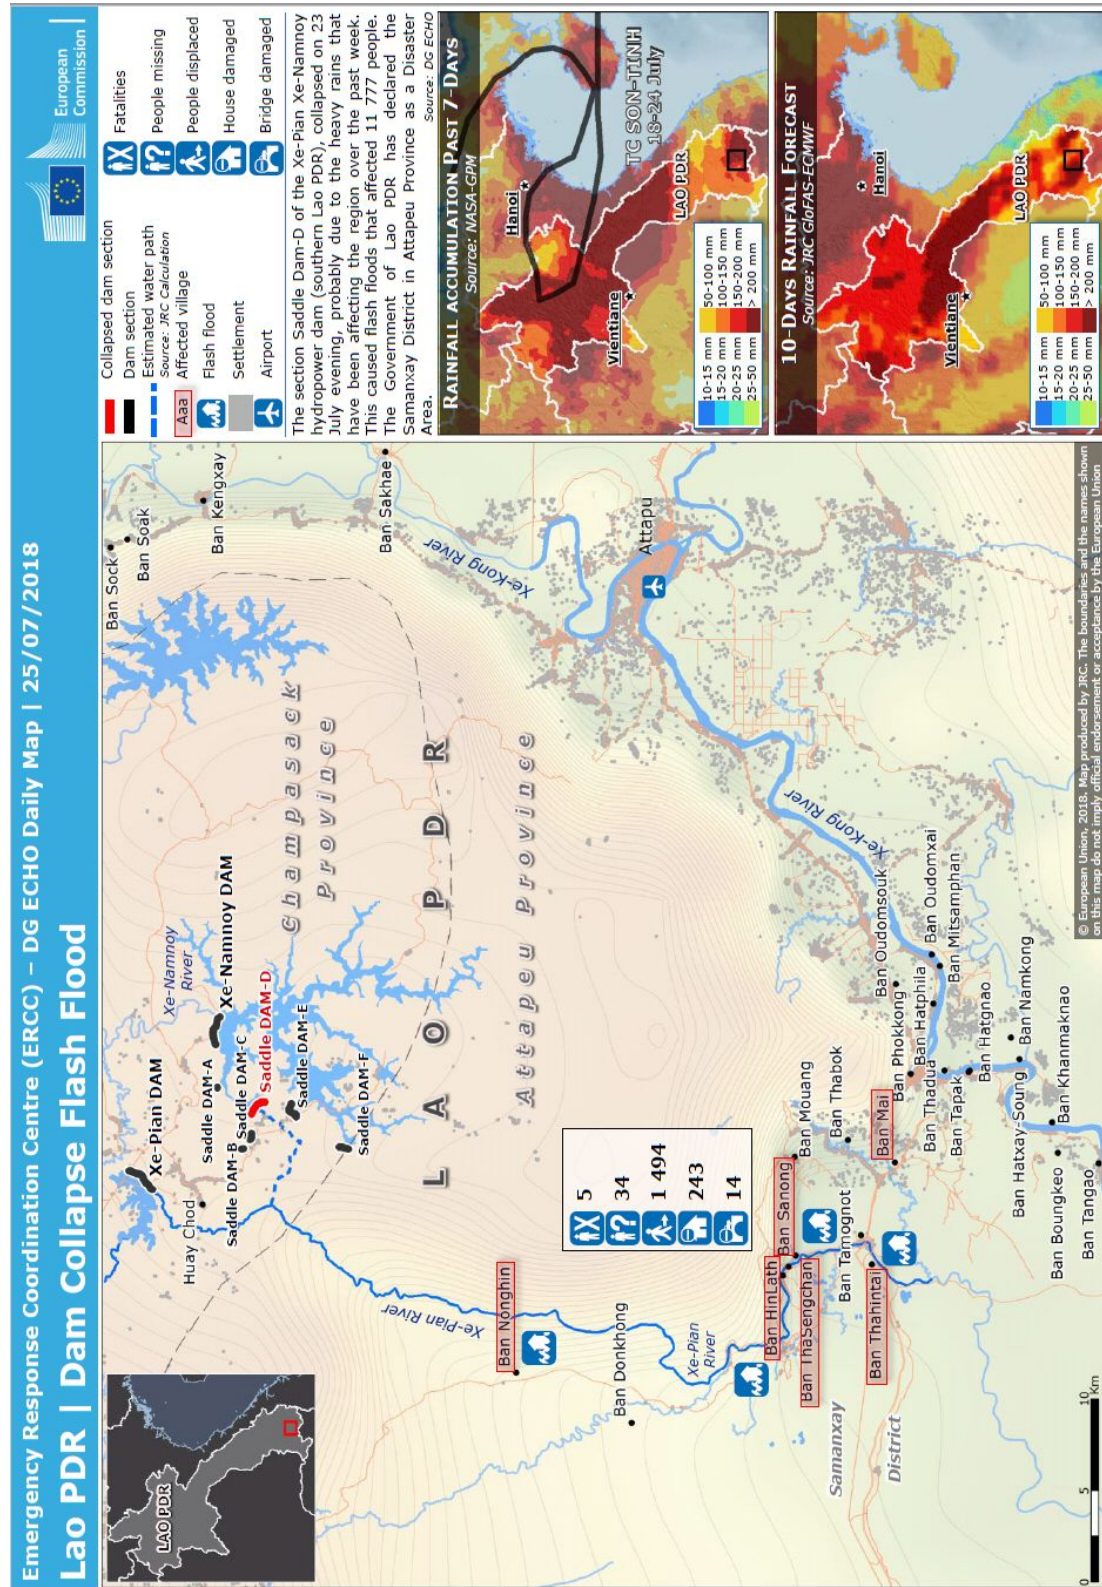 Emergency Response Coordination Centre (ERCC) – DG ECHO Daily Map | 25/07/2018
Lao PDR | Dam Collapse Flash Flood
European
Commission
LAO PDR
Xe-Pian DAM
Xe-Namnoy
River
Huay Chod
Saddle DAM-A
Saddle DAM-B
Saddle DAM-C
Xe-Namnoy DAM
Saddle DAM-D
Saddle DAM-E
Saddle DAM-F
Champasack
Province
LAO PDR
Attapeu Province
Ban Sock
Ban Soak
Ban Kengxay
Ban Sakhae
Xe-Kong River
Attapu
Xe-Pian River
Ban Nonghin
Ban Donkhong
Xe-Pian
River
5
34
1 494
243
14
Ban HinLath
Ban Sanong
Ban ThaSengchan
Ban Mouang
Ban Thabok
Ban Tamognot
Ban Thahintai
Ban Mai
Samanxay
District
Xe-Kong River
Ban Oudomsouk
Ban Phokkong
Ban Hatphila
Ban Oudomxai
Ban Mitsamphan
Ban Thadua
Ban Tapak
Ban Hatgnao
Ban Hatxay-Soung
Ban Namkong
Ban Khanmaknao
Ban Boungkeo
Ban Tangao
0 5 10
Km
© European Union, 2018. Map produced by JRC. The boundaries and the names shown
on this map do not imply official endorsement or acceptance by the European Union
Collapsed dam section
Dam section
Estimated water path
Source: JRC Calculation
Aaa Affected village
Flash flood
Settlement
Airport
Fatalities
People missing
People displaced
House damaged
Bridge damaged
The section Saddle Dam-D of the Xe-Pian Xe-Namnoy
hydropower dam (southern Lao PDR), collapsed on 23
July evening, probably due to the heavy rains that
have been affecting the region over the past week.
This caused flash floods that affected 11 777 people.
The Government of Lao PDR has declared the
Samanxay District in Attapeu Province as a Disaster
Area.
Source: DG ECHO
RAINFALL ACCUMULATION PAST 7-DAYS
Source: NASA-GPM
Hanoi
TC SON-TINH
18-24 July
Vientiane
LAO PDR
10-15 mm 50-100 mm
15-20 mm 100-150 mm
20-25 mm 150-200 mm
25-50 mm > 200 mm
10-DAYS RAINFALL FORECAST
Source: JRC GloFAS-ECMWF
Hanoi
Vientiane
LAO PDR
10-15 mm 50-100 mm
15-20 mm 100-150 mm
20-25 mm 150-200 mm
25-50 mm > 200 mm